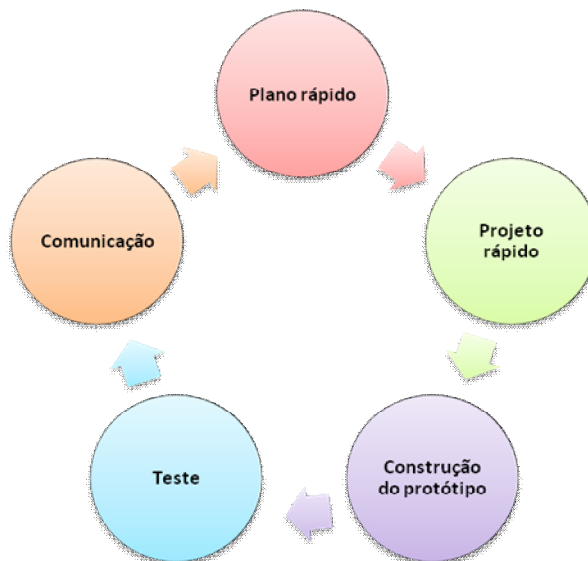 Plano rápido
Projeto
rápido
Construção
do protótipo
Teste
Comunicação